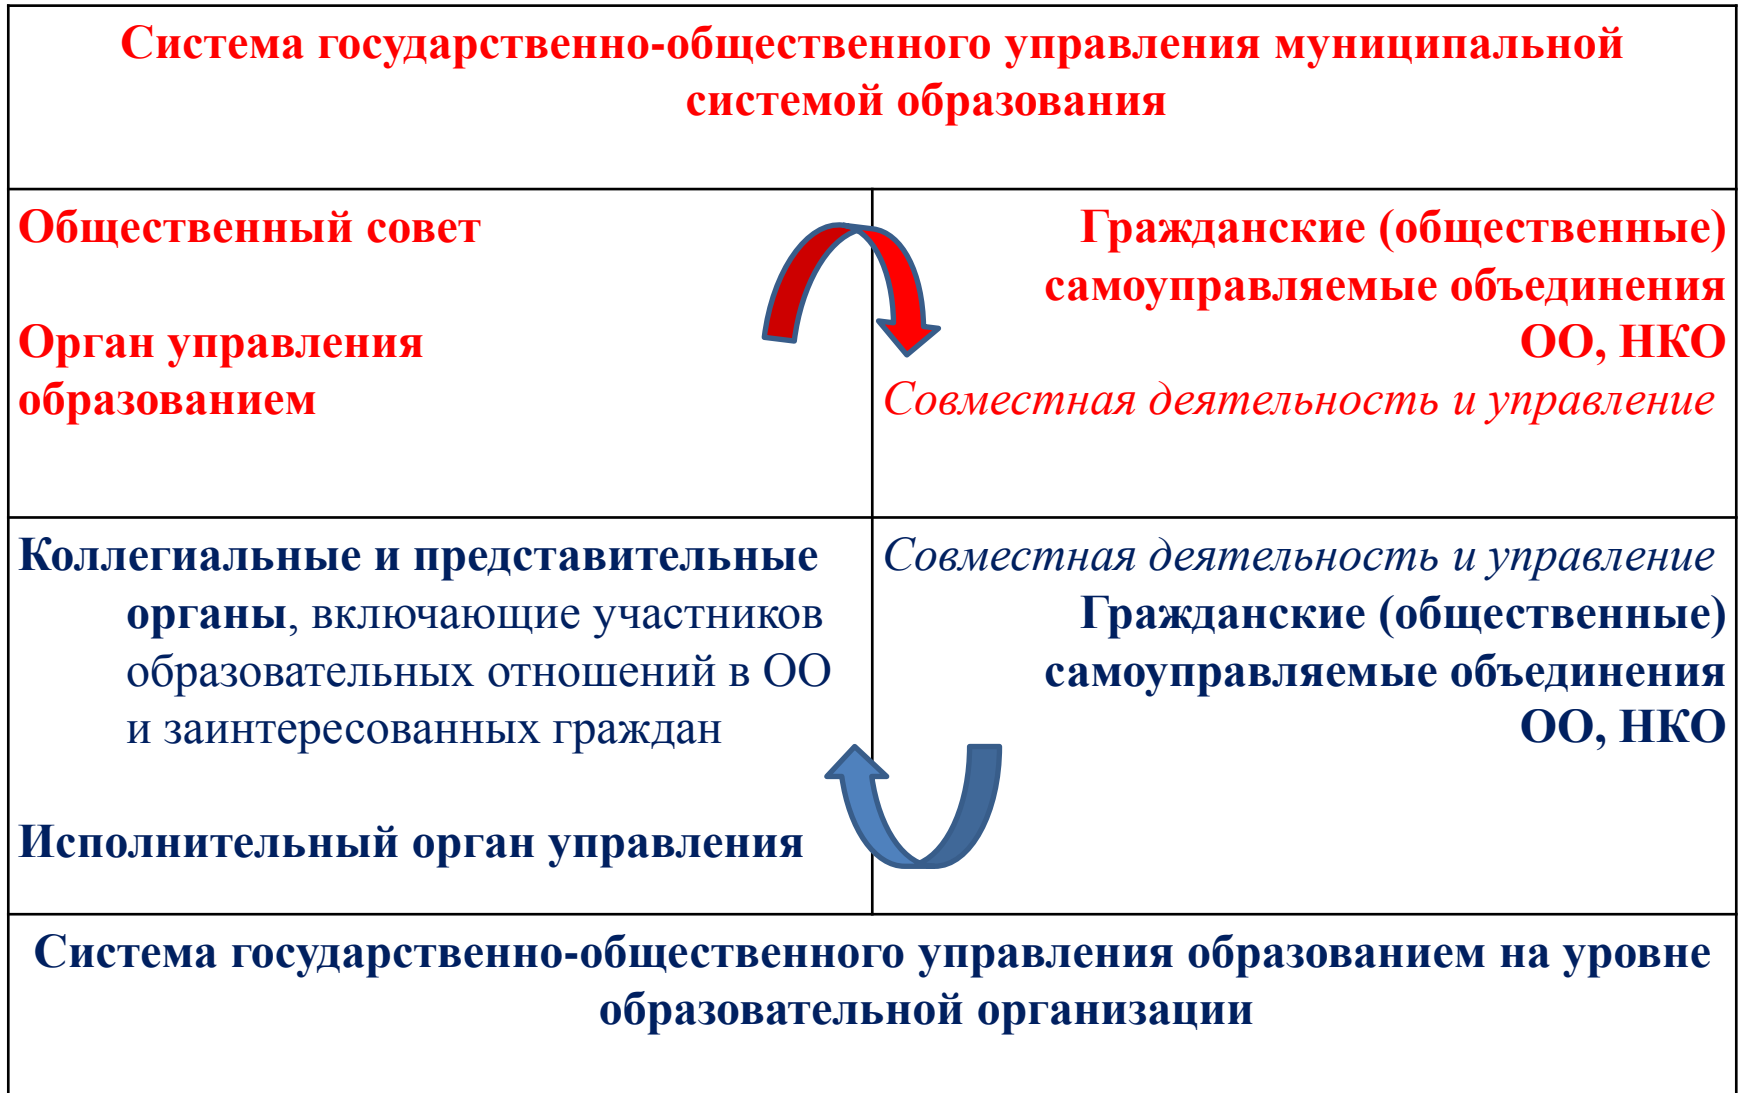 Система государственно-общественного управления муниципальной
системой образования
Общественный совет
Орган управления
образованием
Гражданские (общественные)
самоуправляемые объединения
ОО, НКО
Совместная деятельность и управление
Коллегиальные и представительные
органы, включающие участников
образовательных отношений в ОО
и заинтересованных граждан
Исполнительный орган управления
Совместная деятельность и управление
Гражданские (общественные)
самоуправляемые объединения
ОО, НКО
Система государственно-общественного управления образованием на уровне
образовательной организации